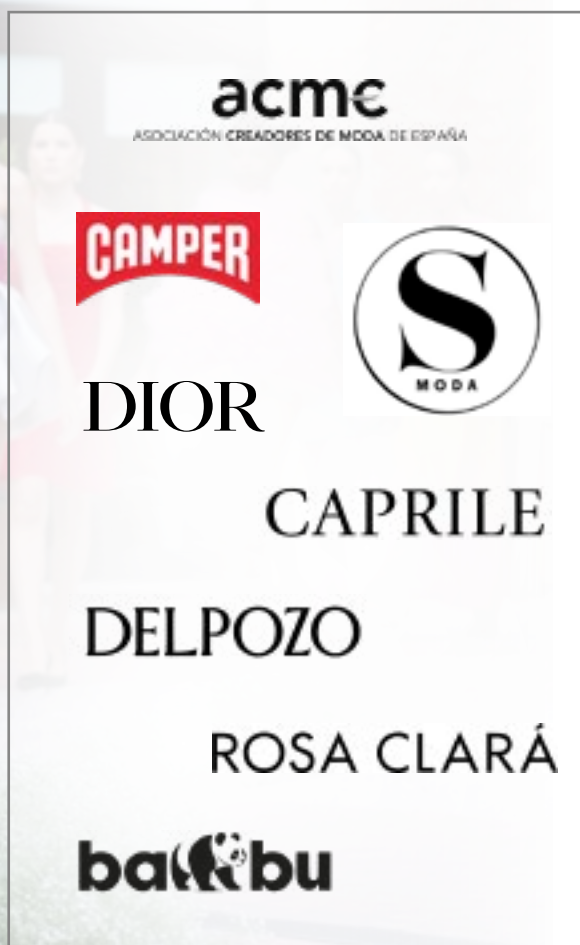 acme
ASOCIACIÓN CREADORES DE MODA DE ESPAÑA
CAMPER
S
MODA
DIOR
CAPRILE
DELPOZO
ROSA CLARÁ
bambu